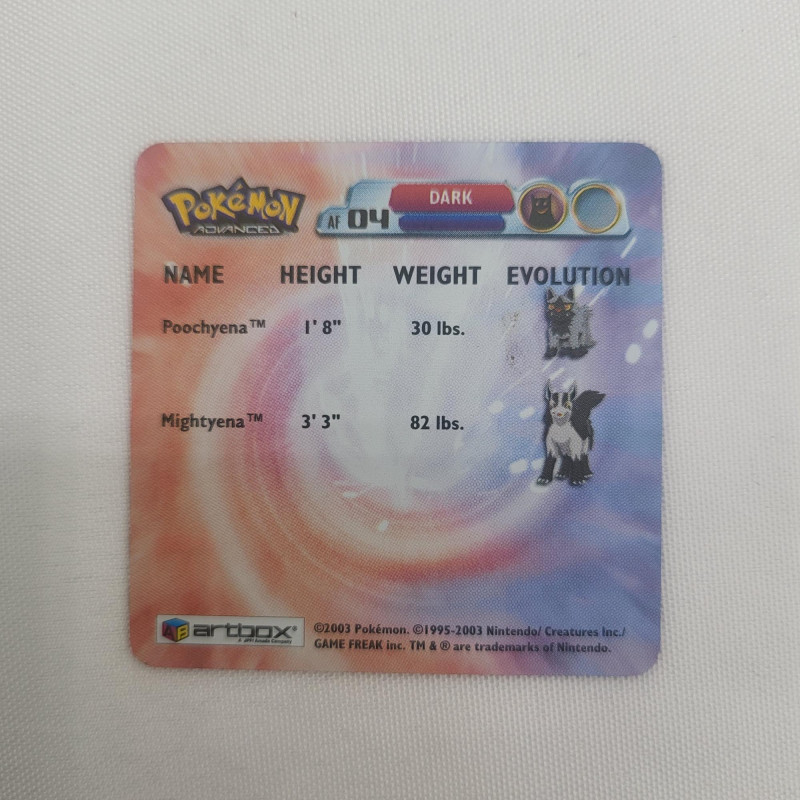 POKéMON
ADVANCED
AF 04 DARK
NAME HEIGHT WEIGHT EVOLUTION
Poochyena™ 1' 8" 30 lbs.
Mightyena™ 3' 3" 82 lbs.
AB artbox®
©2003 Pokémon. ©1995-2003 Nintendo/ Creatures Inc./
GAME FREAK inc. TM & ® are trademarks of Nintendo.